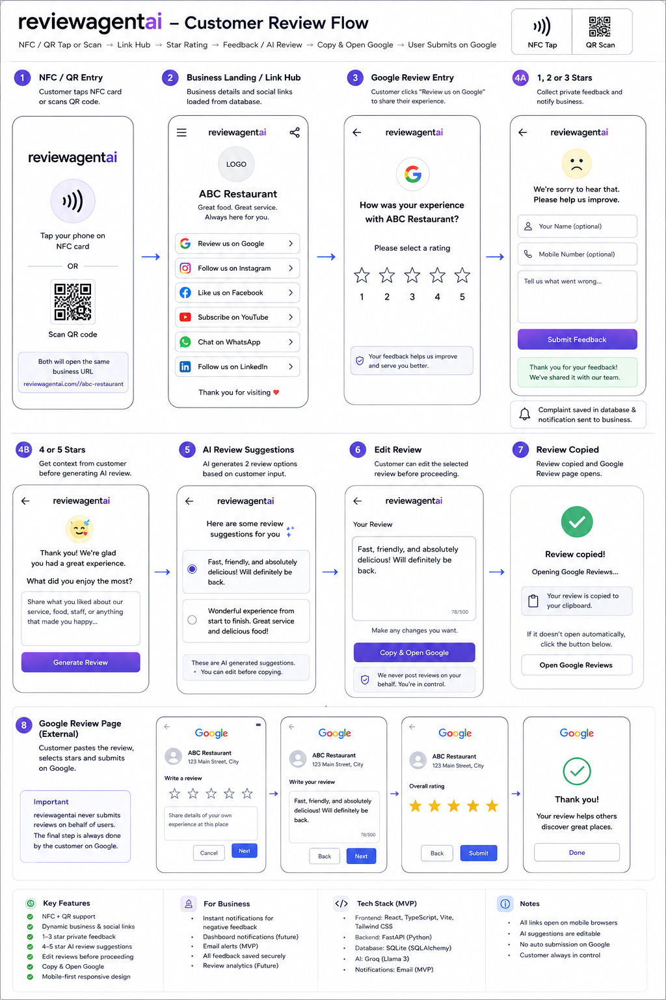 reviewagentai – Customer Review Flow
NFC / QR Tap or Scan → Link Hub → Star Rating → Feedback / AI Review → Copy & Open Google → User Submits on Google
NFC Tap
QR Scan
1
NFC / QR Entry
Customer taps NFC card
or scans QR code.
reviewagentai
Tap your phone on
NFC card
OR
Scan QR code
Both will open the same
business URL
reviewagentai.com//abc-restaurant
2
Business Landing / Link Hub
Business details and social links
loaded from database.
reviewagentai
LOGO
ABC Restaurant
Great food. Great service.
Always here for you.
Review us on Google
Follow us on Instagram
Like us on Facebook
Subscribe on YouTube
Chat on WhatsApp
Follow us on LinkedIn
Thank you for visiting ❤
3
Google Review Entry
Customer clicks "Review us on Google"
to share their experience.
reviewagentai
How was your experience
with ABC Restaurant?
Please select a rating
1 2 3 4 5
Your feedback helps us improve
and serve you better.
4A
1, 2 or 3 Stars
Collect private feedback and
notify business.
reviewagentai
We're sorry to hear that.
Please help us improve.
Your Name (optional)
Mobile Number (optional)
Tell us what went wrong...
Submit Feedback
Thank you for your feedback!
We've shared it with our team.
Complaint saved in database &
notification sent to business.
4B
4 or 5 Stars
Get context from customer
before generating AI review.
reviewagentai
Thank you! We're glad
you had a great experience.
What did you enjoy the most?
Share what you liked about our
service, food, staff, or anything
that made you happy...
Generate Review
5
AI Review Suggestions
AI generates 2 review options
based on customer input.
reviewagentai
Here are some review
suggestions for you
Fast, friendly, and absolutely
delicious! Will definitely be
back.
Wonderful experience from
start to finish. Great service
and delicious food!
These are AI generated suggestions.
• You can edit before copying.
6
Edit Review
Customer can edit the selected
review before proceeding.
reviewagentai
Your Review
Fast, friendly, and absolutely
delicious! Will definitely be
back.
78/500
Make any changes you want.
Copy & Open Google
We never post reviews on your
behalf. You're in control.
7
Review Copied
Review copied and Google
Review page opens.
Review copied!
Opening Google Reviews...
Your review is copied to
your clipboard.
If it doesn't open automatically,
click the button below.
Open Google Reviews
8
Google Review Page
(External)
Customer pastes the review,
selects stars and submits
on Google.
Important
reviewagentai never submits
reviews on behalf of users.
The final step is always done
by the customer on Google.
Google
ABC Restaurant
123 Main Street, City
Write a review
Share details of your own
experience at this place
Cancel
Next
Google
ABC Restaurant
123 Main Street, City
Write your review
Fast, friendly, and absolutely
delicious! Will definitely be
back.
78/500
Back
Next
Google
ABC Restaurant
123 Main Street, City
Overall rating
Back
Submit
Thank you!
Your review helps others
discover great places.
Done
Key Features
NFC + QR support
Dynamic business & social links
1–3 star private feedback
4–5 star AI review suggestions
Edit reviews before proceeding
Copy & Open Google
Mobile-first responsive design
For Business
• Instant notifications for
negative feedback
• Dashboard notifications (future)
• Email alerts (MVP)
• All feedback saved securely
• Review analytics (Future)
</> Tech Stack (MVP)
• Frontend: React, TypeScript, Vite,
Tailwind CSS
• Backend: FastAPI (Python)
• Database: SQLite (SQLAlchemy)
• AI: Groq (Llama 3)
• Notifications: Email (MVP)
Notes
• All links open on mobile browsers
• AI suggestions are editable
• No auto submission on Google
• Customer always in control